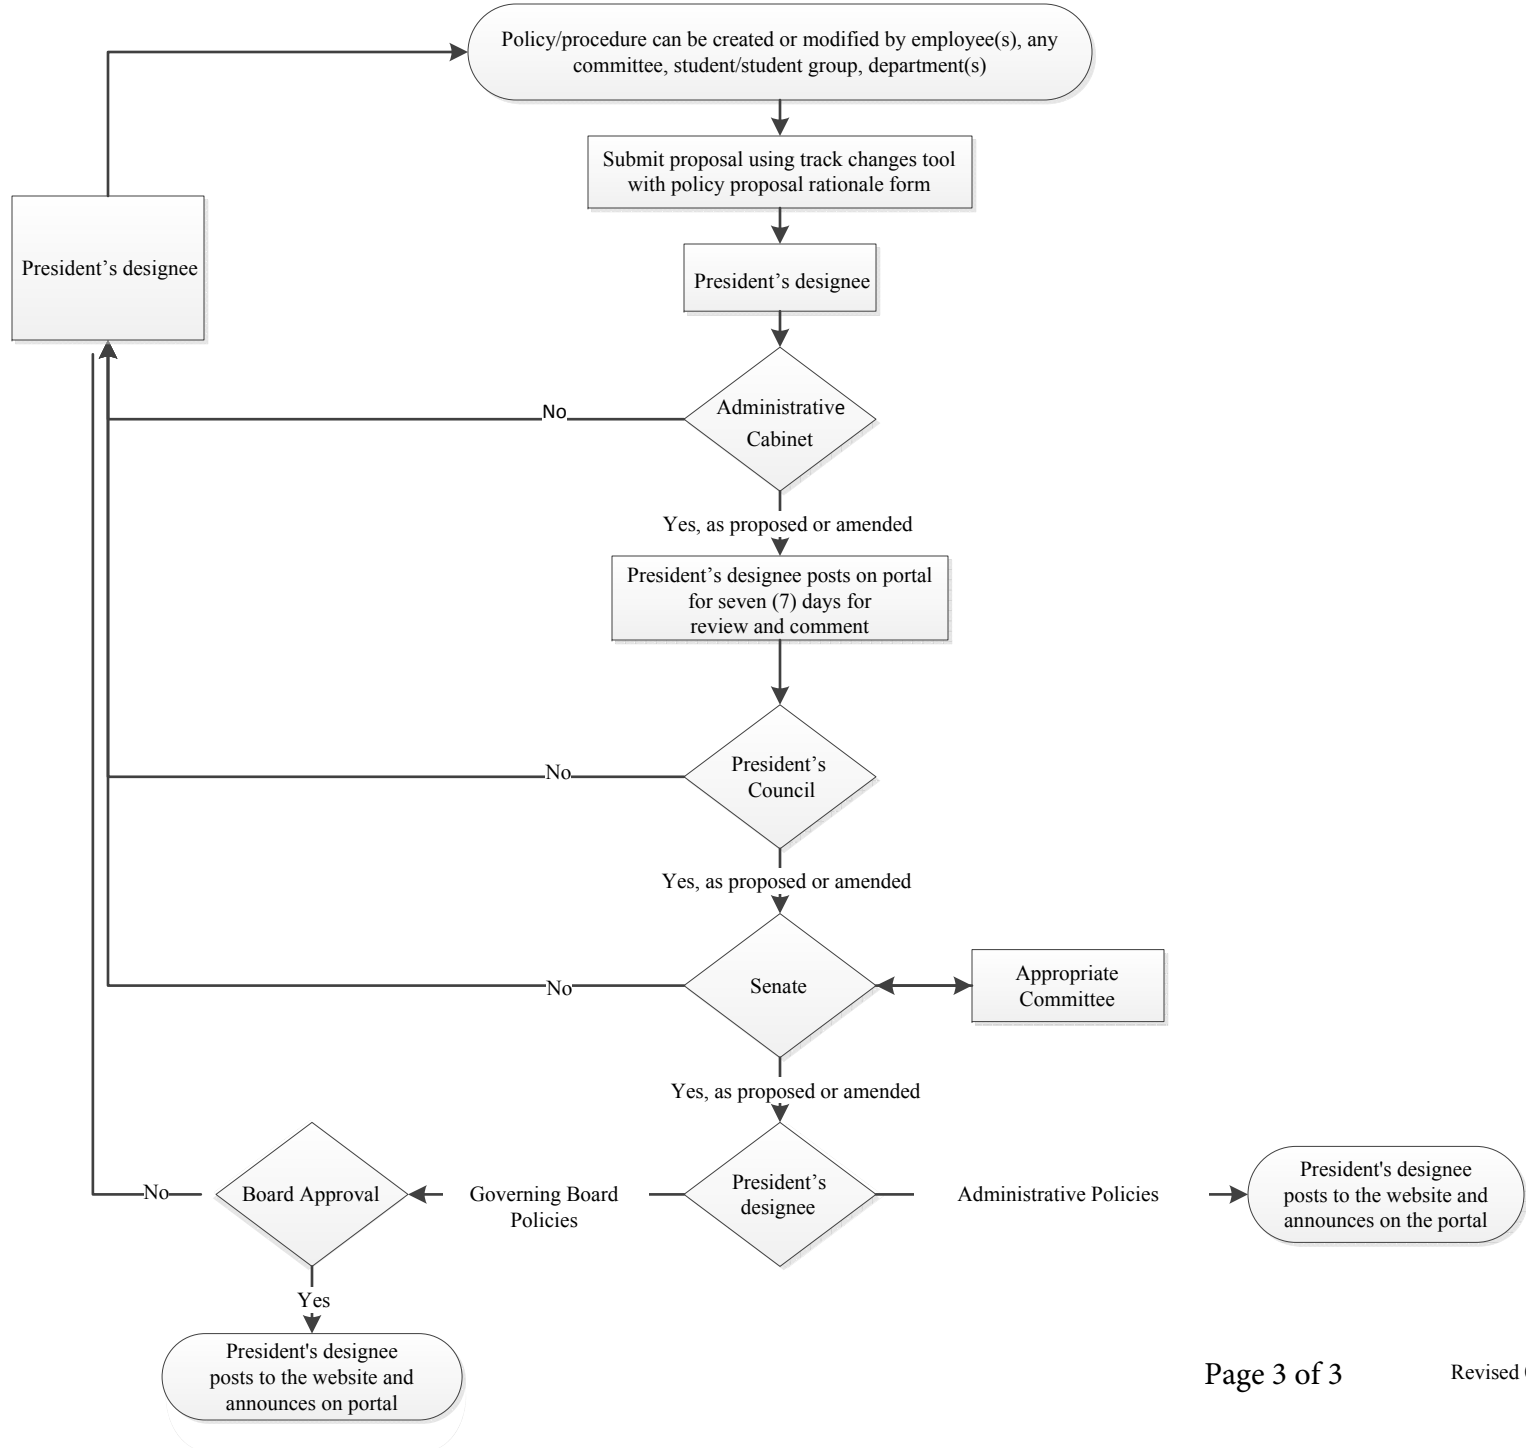 Policy/procedure can be created or modified by employee(s), any
committee, student/student group, department(s)
Submit proposal using track changes tool
with policy proposal rationale form
President’s designee
President’s designee
Administrative
Cabinet
No
Yes, as proposed or amended
President’s designee posts on portal
for seven (7) days for
review and comment
President’s
Council
No
Yes, as proposed or amended
Senate
No
Appropriate
Committee
Yes, as proposed or amended
President’s
designee
Governing Board
Policies
Board Approval
No
Administrative Policies
President's designee
posts to the website and
announces on the portal
Yes
President's designee
posts to the website and
announces on portal
Page 3 of 3
Revised